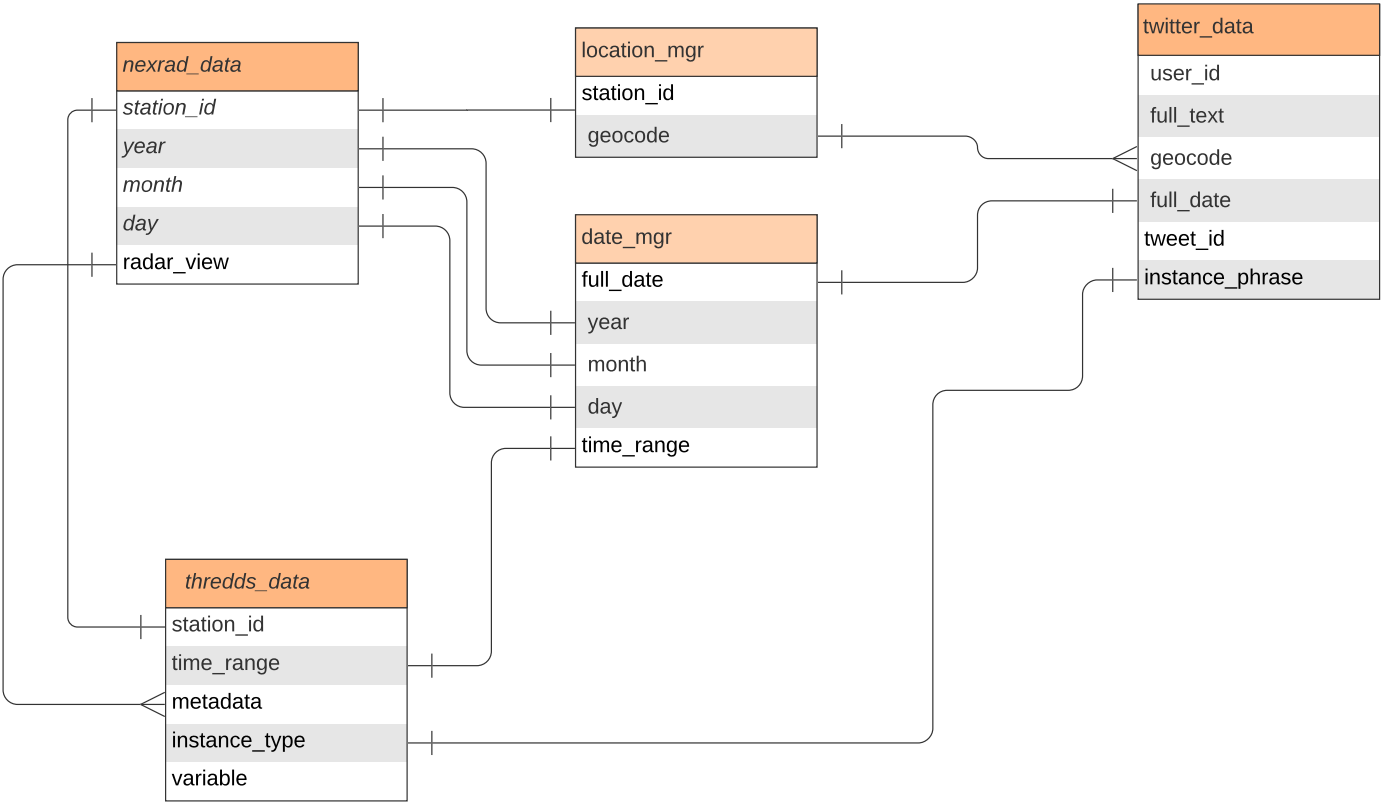 nexrad_data
station_id
year
month
day
radar_view
location_mgr
station_id
geocode
date_mgr
full_date
year
month
day
time_range
twitter_data
user_id
full_text
geocode
full_date
tweet_id
instance_phrase
thredds_data
station_id
time_range
metadata
instance_type
variable